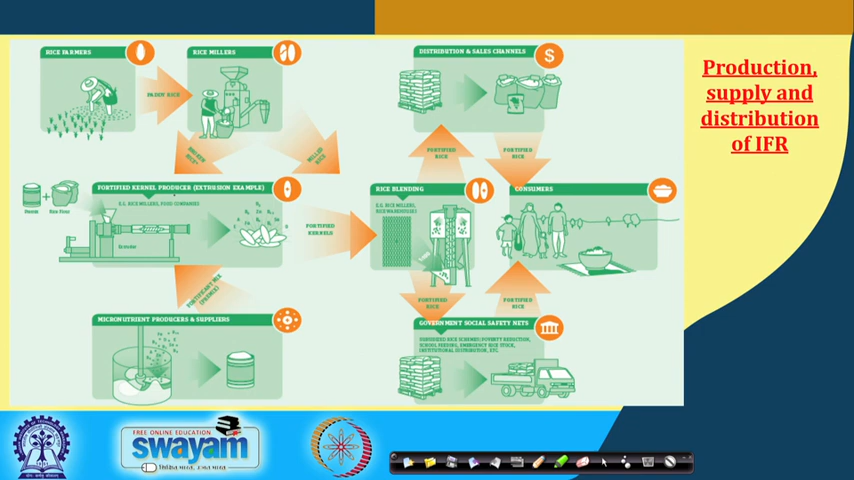 RICE FARMERS
PADDY RICE
RICE MILLERS
BROKEN
RICE*
MILLED
RICE
FORTIFIED KERNEL PRODUCER (EXTRUSION EXAMPLE)
E.G. RICE MILLERS, FOOD COMPANIES
Premix
Rice Flour
Extruder
FORTIFIED
KERNELS
FORTIFICANT MIX
(PREMIX)
MICRONUTRIENT PRODUCERS & SUPPLIERS
DISTRIBUTION & SALES CHANNELS
$
FORTIFIED
RICE
FORTIFIED
RICE
RICE BLENDING
E.G. RICE MILLERS,
RICE WAREHOUSES
CONSUMERS
FORTIFIED
RICE
FORTIFIED
RICE
GOVERNMENT SOCIAL SAFETY NETS
SUBSIDIZED RICE SCHEMES/POVERTY REDUCTION,
SCHOOL FEEDING, EMERGENCY RICE STOCK,
INSTITUTIONAL DISTRIBUTION, ETC.
Production,
supply and
distribution
of IFR
FREE ONLINE EDUCATION
swayam